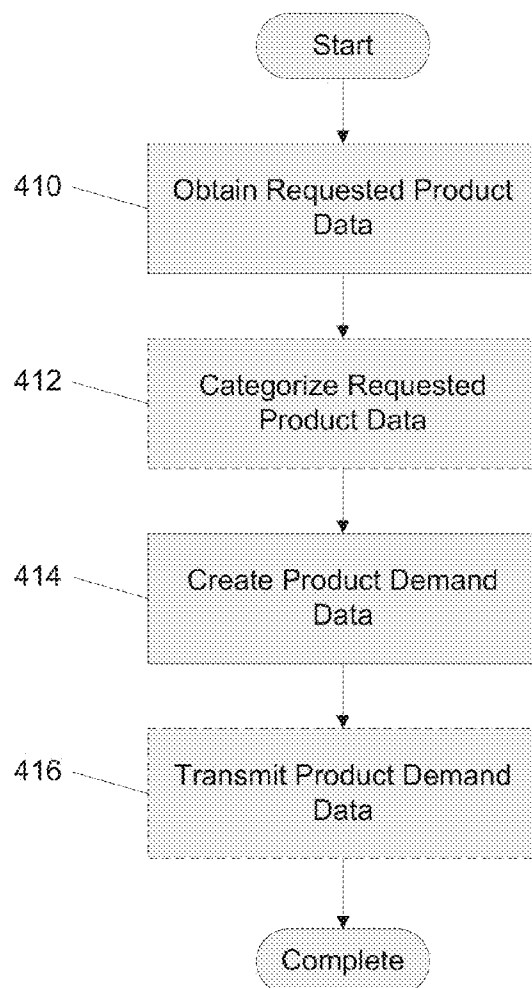 Start
410
Obtain Requested Product
Data
412
Categorize Requested
Product Data
414
Create Product Demand
Data
416
Transmit Product Demand
Data
Complete